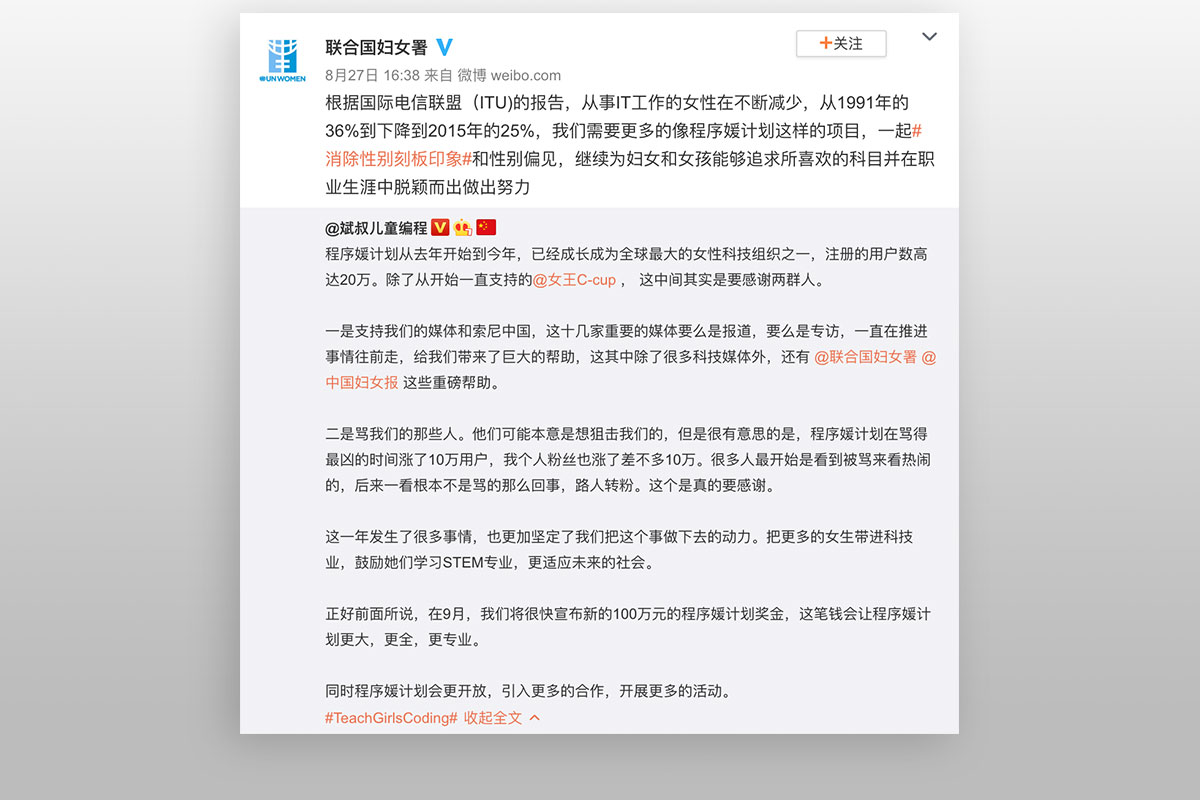 联合国妇女署
+关注
@UN WOMEN
8月27日 16:38 来自 微博 weibo.com
根据国际电信联盟（ITU)的报告，从事IT工作的女性在不断减少，从1991年的
36%到下降到2015年的25%，我们需要更多的像程序媛计划这样的项目，一起#
消除性别刻板印象#和性别偏见，继续为妇女和女孩能够追求所喜欢的科目并在职
业生涯中脱颖而出做出努力
@斌叔儿童编程
程序媛计划从去年开始到今年，已经成长成为全球最大的女性科技组织之一，注册的用户数高
达20万。除了从开始一直支持的@女王C-cup ， 这中间其实是要感谢两群人。
一是支持我们的媒体和索尼中国，这十几家重要的媒体要么是报道，要么是专访，一直在推进
事情往前走，给我们带来了巨大的帮助，这其中除了很多科技媒体外，还有 @联合国妇女署 @
中国妇女报 这些重磅帮助。
二是骂我们的那些人。他们可能本意是想狙击我们的，但是很有意思的是，程序媛计划在骂得
最凶的时间涨了10万用户，我个人粉丝也涨了差不多10万。很多人最开始是看到被骂来看热闹
的，后来一看根本不是骂的那么回事，路人转粉。这个是真的要感谢。
这一年发生了很多事情，也更加坚定了我们把这个事做下去的动力。把更多的女生带进科技
业，鼓励她们学习STEM专业，更适应未来的社会。
正好前面所说，在9月，我们将很快宣布新的100万元的程序媛计划奖金，这笔钱会让程序媛计
划更大，更全，更专业。
同时程序媛计划会更开放，引入更多的合作，开展更多的活动。
#TeachGirlsCoding# 收起全文